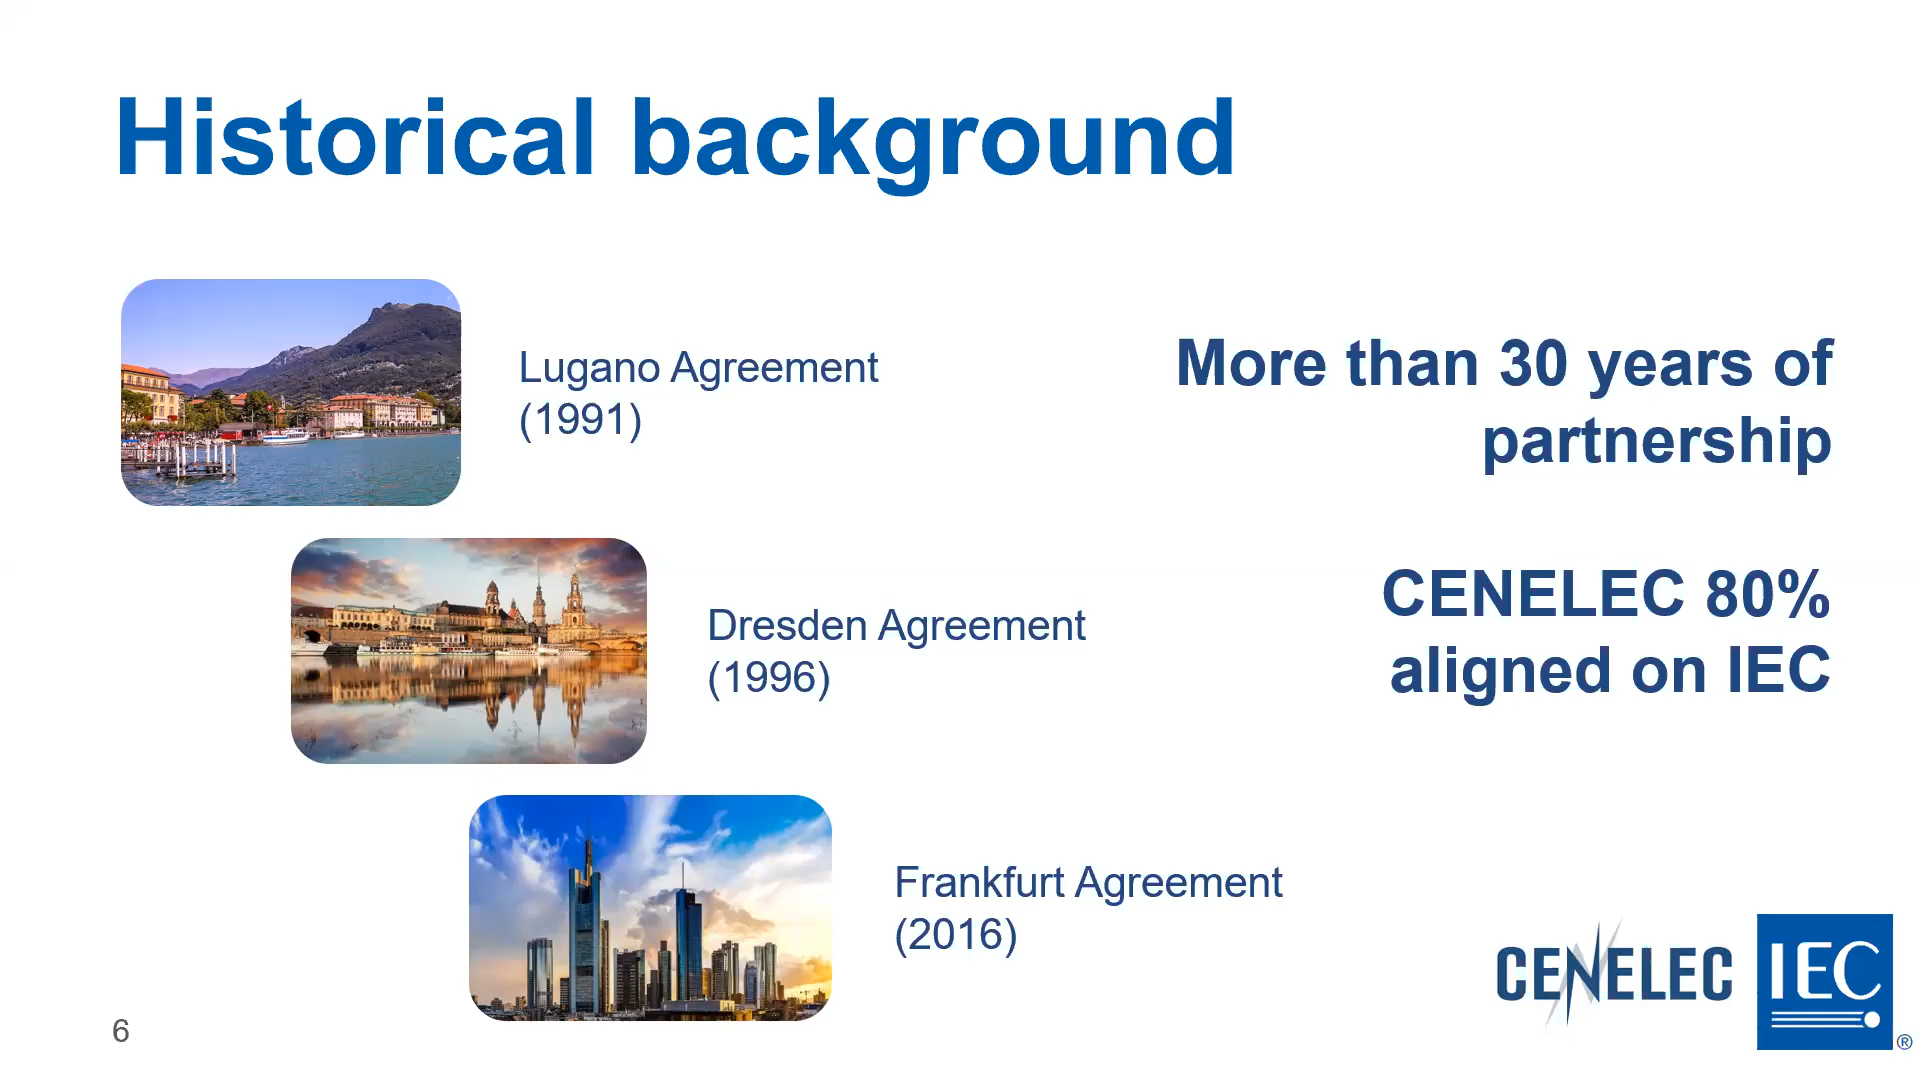 Historical background
Lugano Agreement
(1991)
More than 30 years of
partnership
Dresden Agreement
(1996)
CENELEC 80%
aligned on IEC
Frankfurt Agreement
(2016)
CENELEC
IEC
®
6